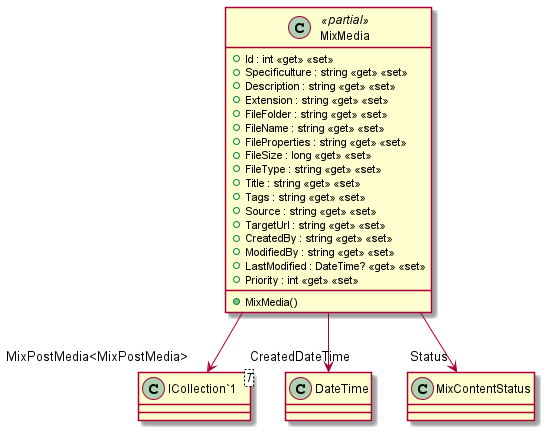 C
«partial»
MixMedia
Id : int «get» «set»
Specificulture : string «get» «set»
Description : string «get» «set»
Extension : string «get» «set»
FileFolder : string «get» «set»
FileName : string «get» «set»
FileProperties : string «get» «set»
FileSize : long «get» «set»
FileType : string «get» «set»
Title : string «get» «set»
Tags : string «get» «set»
Source : string «get» «set»
TargetUrl : string «get» «set»
CreatedBy : string «get» «set»
ModifiedBy : string «get» «set»
LastModified : DateTime? «get» «set»
Priority : int «get» «set»
MixMedia()
MixPostMedia<MixPostMedia> CreatedDateTime Status
C ICollection`1 T C DateTime C MixContentStatus